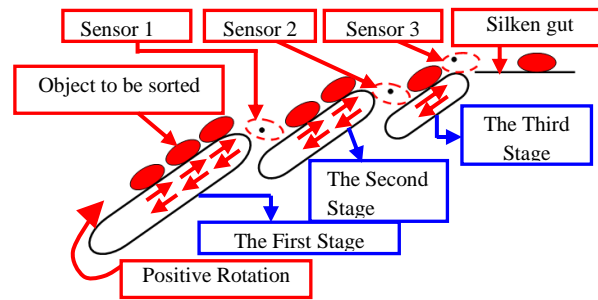 Sensor 1
Sensor 2
Sensor 3
Silken gut
Object to be sorted
The Third
Stage
The Second
Stage
The First Stage
Positive Rotation